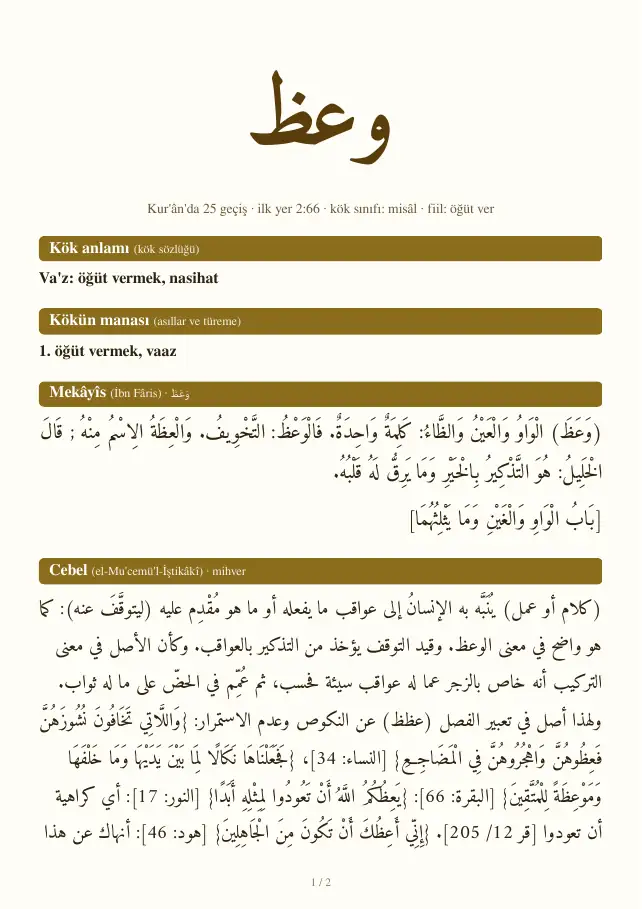 وعظ
Kur'ân'da 25 geçiş · ilk yer 2:66 · kök sınıfı: misâl · fiil: öğüt ver
Kök anlamı (kök sözlüğü)
Va'z: öğüt vermek, nasihat
Kökün manası (asıllar ve türeme)
1. öğüt vermek, vaaz
Mekâyîs (İbn Fâris) · وَعَظَ
(وَعَظَ) الْوَاوُ وَالْعَيْنُ وَالظَّاءُ: كَلِمَةٌ وَاحِدَةٌ. فَالْوَعْظُ: التَّخْوِيفُ. وَالْعِظَةُ الِاسْمُ مِنْهُ ; قَالَ
الْخَلِيلُ: هُوَ التَّذْكِيرُ بِالْخَيْرِ وَمَا يَرِقُّ لَهُ قَلْبُهُ.
[بَابُ الْوَاوِ وَالْغَيْنِ وَمَا يَثْلِثُهُمَا]
Cebel (el-Mu'cemü'l-İştikâkî) · mihver
(كلام أو عمل) يُنَبَّه به الإنسانُ إلى عواقب ما يفعله أو ما هو مُقْدِم عليه (ليتوقَّفَ عنه): كما
هو واضح في معنى الوعظ. وقيد التوقف يؤخذ من التذكير بالعواقب. وكأن الأصل في معنى
التركيب أنه خاص بالزجر عما له عواقب سيئة فحسب، ثم عُمِّم في الحضّ على ما له ثواب.
ولهذا أصل في تعبير الفصل (عظظ) عن النكوص وعدم الاستمرار: {وَاللَّاتِي تَخَافُونَ نُشُوزَهُنَّ
فَعِظُوهُنَّ وَاهْجُرُوهُنَّ فِي الْمَضَاجِعِ} [النساء: 34]، {فَجَعَلْنَاهَا نَكَالًا لِمَا بَيْنَ يَدَيْهَا وَمَا خَلْفَهَا
وَمَوْعِظَةً لِلْمُتَّقِينَ} [البقرة: 66]: {يَعِظُكُمُ اللَّهُ أَنْ تَعُودُوا لِمِثْلِهِ أَبَدًا} [النور: 17]: أي كراهية
أن تعودوا [قر 12/ 205]. {إِنِّي أَعِظُكَ أَنْ تَكُونَ مِنَ الْجَاهِلِينَ} [هود: 46]: أنهاك عن هذا
1 / 2